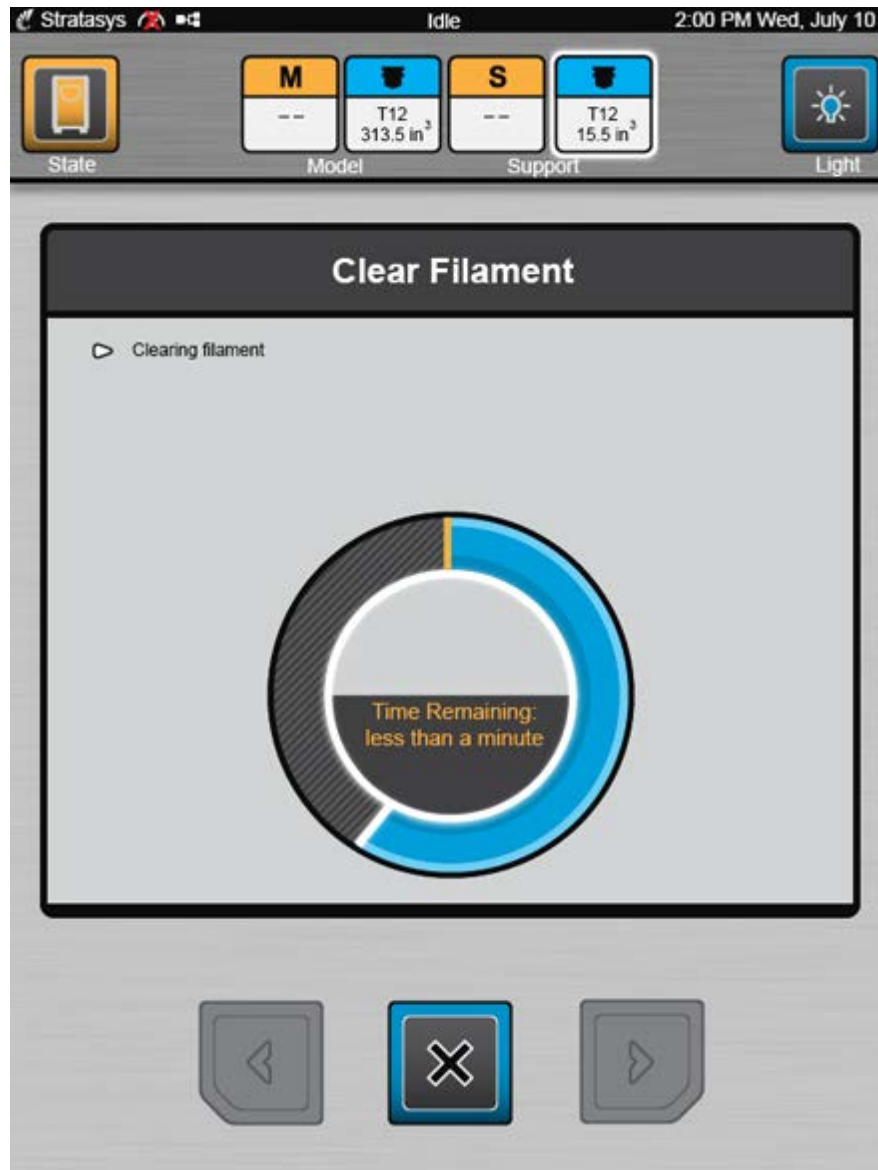 Stratasys
Idle
2:00 PM Wed, July 10
M
S
--
T12
313.5 in³
--
T12
15.5 in³
State
Model
Support
Light
Clear Filament
Clearing filament
Time Remaining:
less than a minute